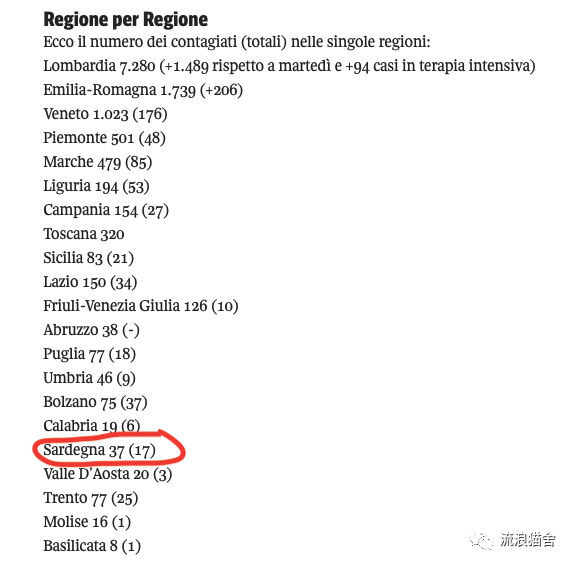 Regione per Regione
Ecco il numero dei contagiati (totali) nelle singole regioni:
Lombardia 7.280 (+1.489 rispetto a martedì e +94 casi in terapia intensiva)
Emilia-Romagna 1.739 (+206)
Veneto 1.023 (176)
Piemonte 501 (48)
Marche 479 (85)
Liguria 194 (53)
Campania 154 (27)
Toscana 320
Sicilia 83 (21)
Lazio 150 (34)
Friuli-Venezia Giulia 126 (10)
Abruzzo 38 (-)
Puglia 77 (18)
Umbria 46 (9)
Bolzano 75 (37)
Calabria 19 (6)
Sardegna 37 (17)
Valle D’Aosta 20 (3)
Trento 77 (25)
Molise 16 (1)
Basilicata 8 (1)
流浪猫舍